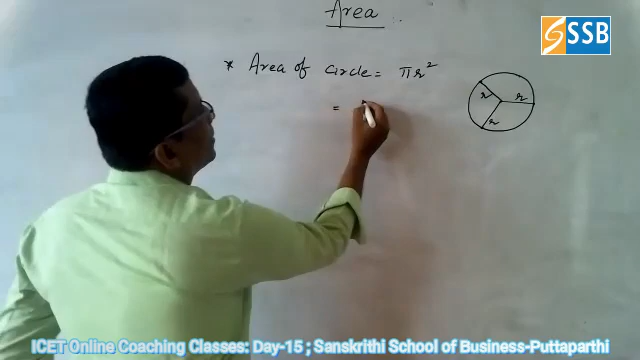 Area
SSB
* Area of circle = πr²
=
r r
r
ICET Online Coaching Classes: Day-15 ; Sanskrithi School of Business-Puttaparthi